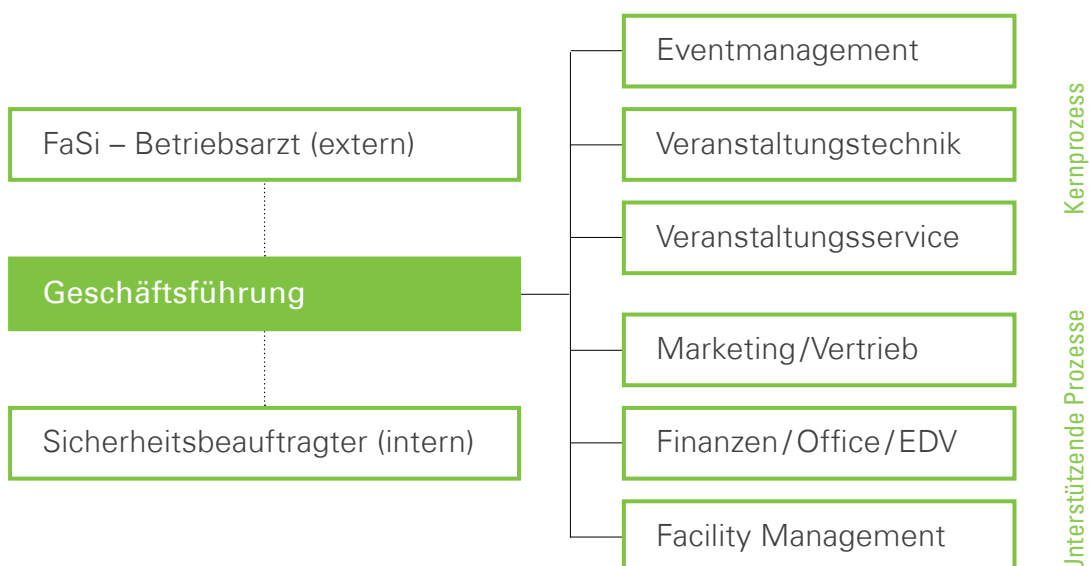 FaSi – Betriebsarzt (extern)
Geschäftsführung
Sicherheitsbeauftragter (intern)
Eventmanagement
Veranstaltungstechnik
Veranstaltungsservice
Marketing/Vertrieb
Finanzen/Office/EDV
Facility Management
Kernprozess
Unterstützende Prozesse